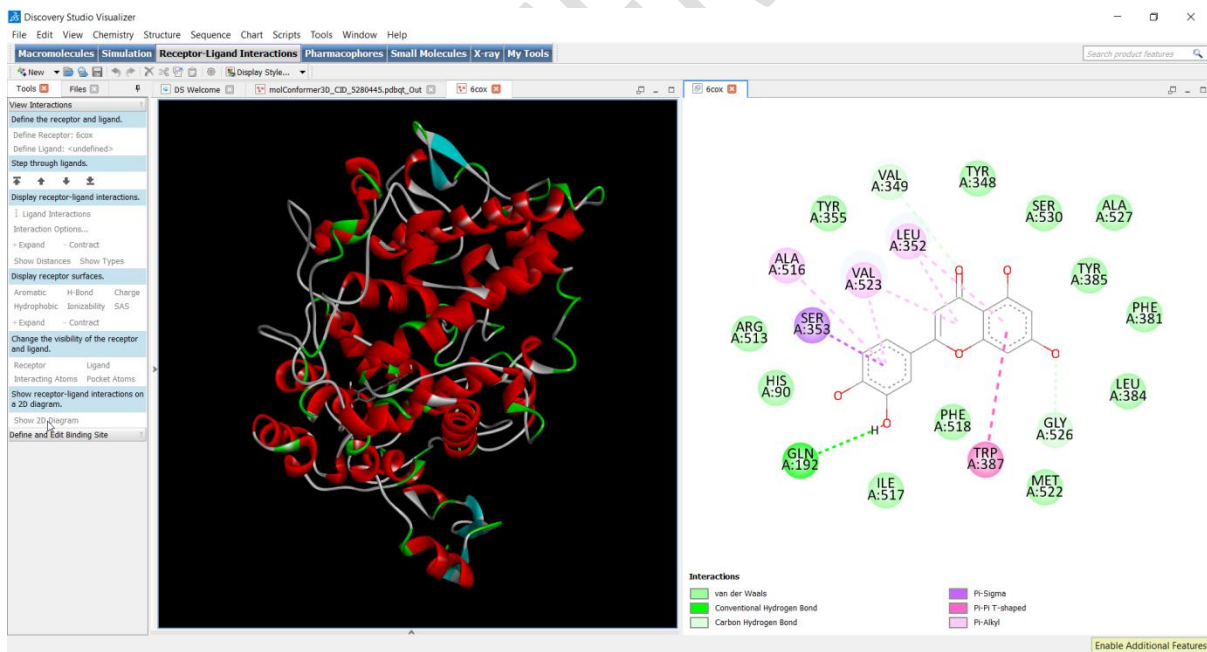 Discovery Studio Visualizer
File Edit View Chemistry Structure Sequence Chart Scripts Tools Window Help
Macromolecules Simulation Receptor-Ligand Interactions Pharmacophores Small Molecules X-ray My Tools
Search product features
New Display Style...
Tools Files
DS Welcome molConformer3D_CID_5280445.pdbqt_Out 6cox
6cox
View Interactions
Define the receptor and ligand.
Define Receptor: 6cox
Define Ligand: <undefined>
Step through ligands.
Display receptor-ligand interactions.
Ligand Interactions
Interaction Options...
+ Expand - Contract
Show Distances Show Types
Display receptor surfaces.
Aromatic H-Bond Charge
Hydrophobic Ionizability SAS
+ Expand - Contract
Change the visibility of the receptor
and ligand.
Receptor Ligand
Interacting Atoms Pocket Atoms
Show receptor-ligand interactions on
a 2D diagram.
Show 2D Diagram
Define and Edit Binding Site
VAL
A:349
TYR
A:348
TYR
A:355
SER
A:530
ALA
A:527
LEU
A:352
ALA
A:516
VAL
A:523
TYR
A:385
PHE
A:381
SER
A:353
ARG
A:513
HIS
A:90
LEU
A:384
PHE
A:518
GLY
A:526
GLN
A:192
TRP
A:387
ILE
A:517
MET
A:522
O
O
O
O
O
O
H
Interactions
van der Waals
Conventional Hydrogen Bond
Carbon Hydrogen Bond
Pi-Sigma
Pi-Pi T-shaped
Pi-Alkyl
Enable Additional Features